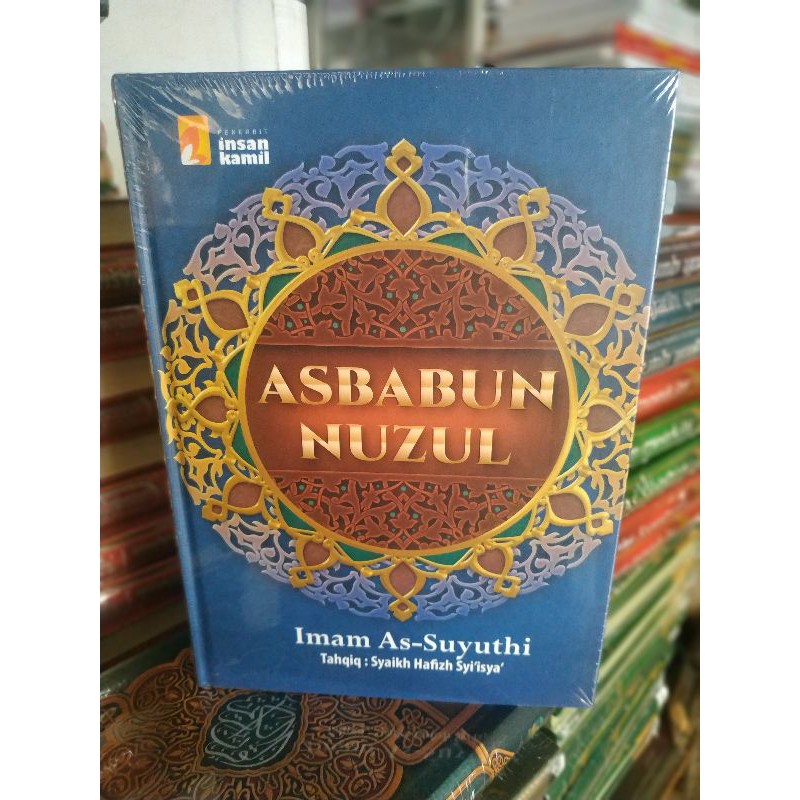 PENERBIT
insan
kamil
ASBABUN
NUZUL
Imam As-Suyuthi
Tahqiq : Syaikh Hafizh Syi'isya'